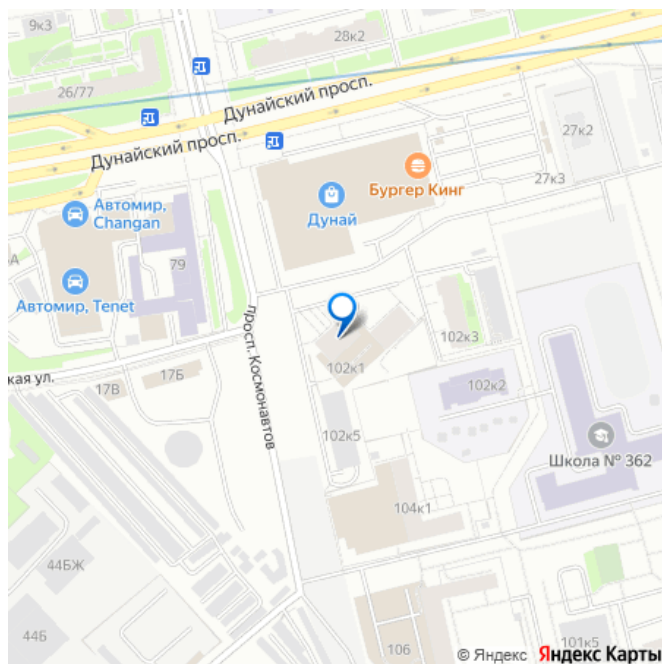 9к3
28к2
26/77
Дунайский просп.
Дунайский просп.
27к2
Бургер Кинг
27к3
Автомир,
Changan
Дунай
79
Автомир, Tenet
просп. Космонавтов
102к3
кая ул.
17В
17Б
102к1
102к2
102к5
Школа № 362
104к1
44БЖ
44Б
106
101к5
© Яндекс Яндекс Карты